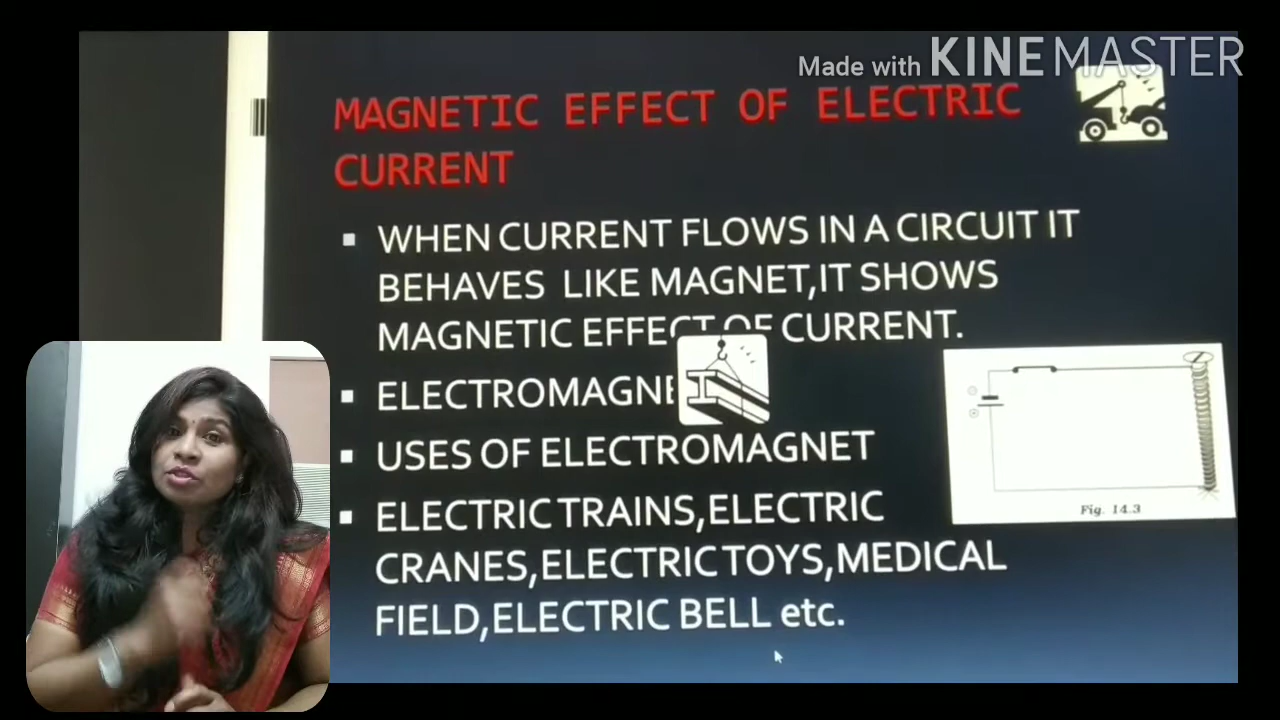 Made with KINEMASTER
MAGNETIC EFFECT OF ELECTRIC
CURRENT
WHEN CURRENT FLOWS IN A CIRCUIT IT
BEHAVES LIKE MAGNET,IT SHOWS
MAGNETIC EFFECT OF CURRENT.
ELECTROMAGNE
USES OF ELECTROMAGNET
ELECTRIC TRAINS,ELECTRIC
CRANES,ELECTRIC TOYS,MEDICAL
FIELD,ELECTRIC BELL etc.
Fig. 14.3